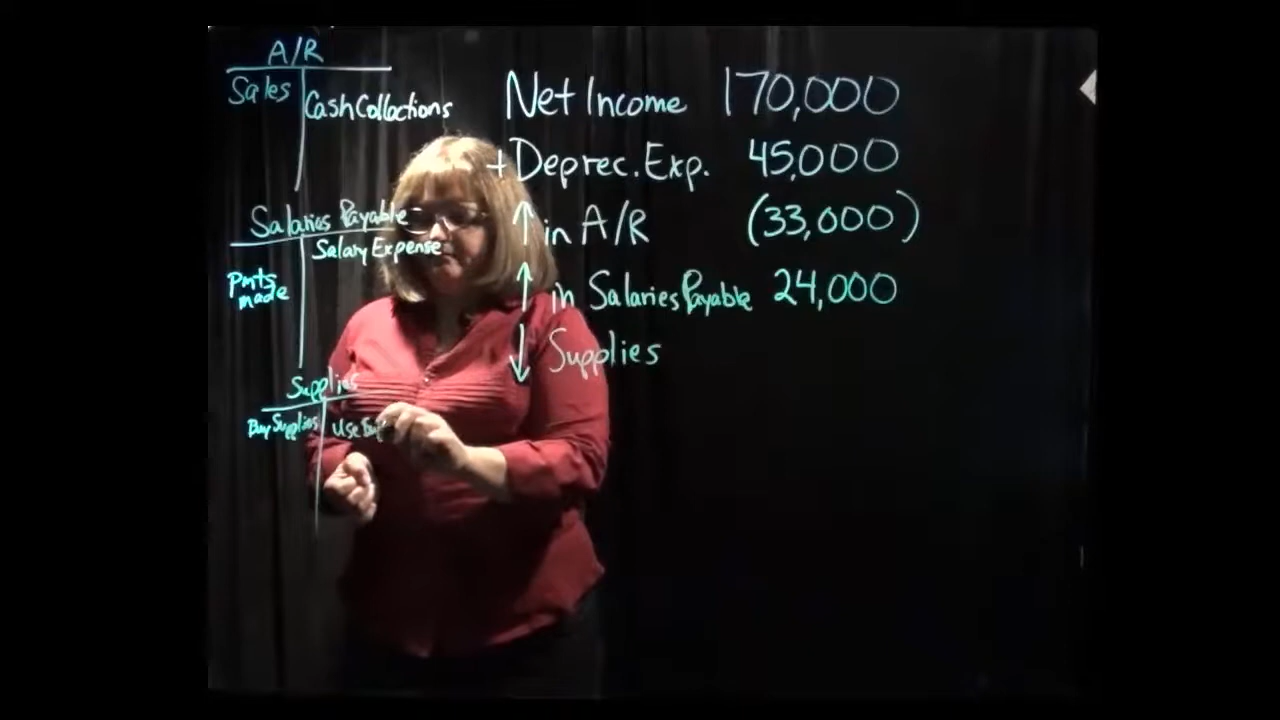 A/R
Sales
Cash Collections
Salaries Payable
Salary Expense
Pmts
made
Supplies
Buy Supplies
Use
Net Income 170,000
+ Deprec. Exp. 45,000
↑ in A/R (33,000)
↑ in Salaries Payable 24,000
↓ Supplies